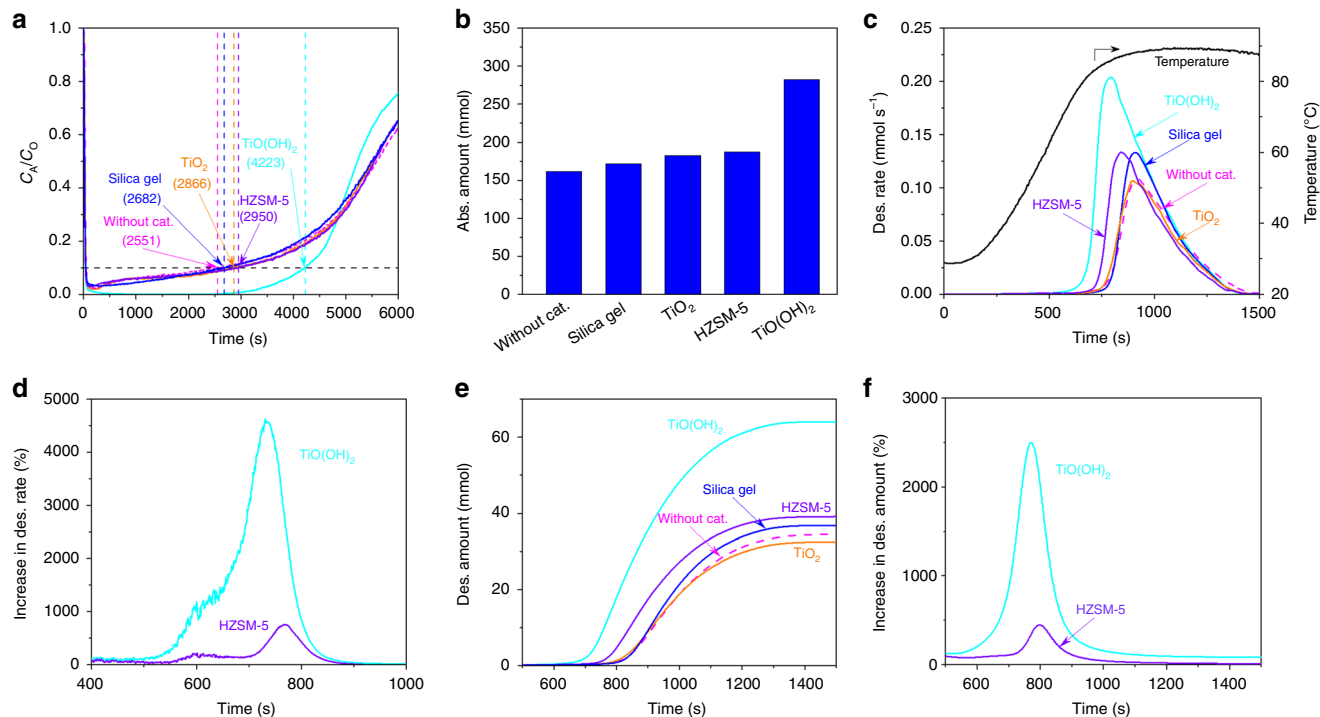 a
1.0
0.8
0.6
0.4
0.2
0.0
C_A/C_O
TiO(OH)2
(4223)
TiO2
(2866)
Silica gel
(2682)
HZSM-5
(2950)
Without cat.
(2551)
0 1000 2000 3000 4000 5000 6000
Time (s)
b
400
350
300
250
200
150
100
50
0
Abs. amount (mmol)
Without cat.
Silica gel
TiO2
HZSM-5
TiO(OH)2
c
0.25
0.20
0.15
0.10
0.05
0.00
Des. rate (mmol s−1)
Temperature
TiO(OH)2
Silica gel
Without cat.
HZSM-5
TiO2
80
60
40
20
Temperature (°C)
0 500 1000 1500
Time (s)
d
5000
4000
3000
2000
1000
0
Increase in des. rate (%)
TiO(OH)2
HZSM-5
400 600 800 1000
Time (s)
e
60
40
20
0
Des. amount (mmol)
TiO(OH)2
Silica gel
HZSM-5
Without cat.
TiO2
600 800 1000 1200 1400
Time (s)
f
3000
2000
1000
0
Increase in des. amount (%)
TiO(OH)2
HZSM-5
500 1000 1500
Time (s)